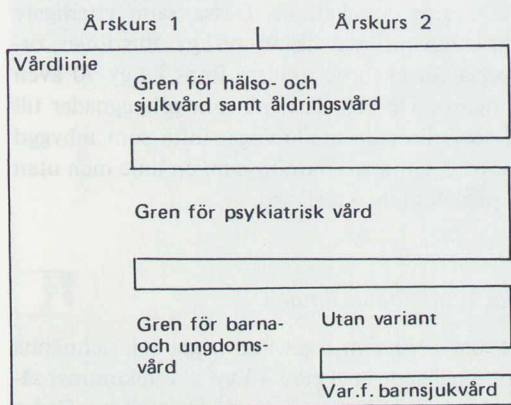 Årskurs 1 Årskurs 2
Vårdlinje
Gren för hälso- och
sjukvård samt åldringsvård
Gren för psykiatrisk vård
Gren för barna-
och ungdoms-
vård
Utan variant
Var.f. barnsjukvård